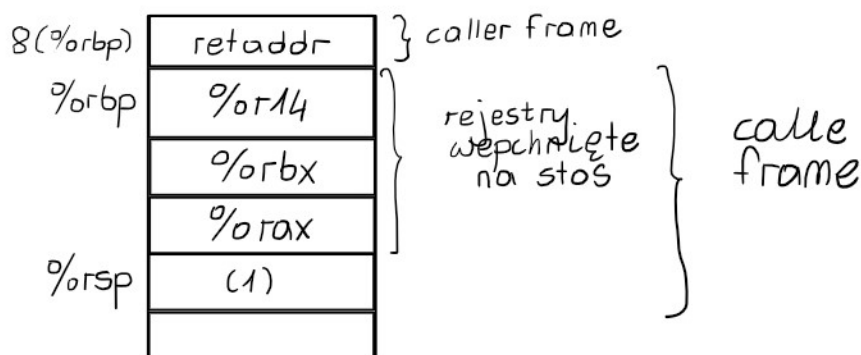 8(%rbp) retaddr } caller frame
%rbp %r14
rejestry
wepchnięte
na stos
%rbx
%rax
calle
frame
%rsp (1)